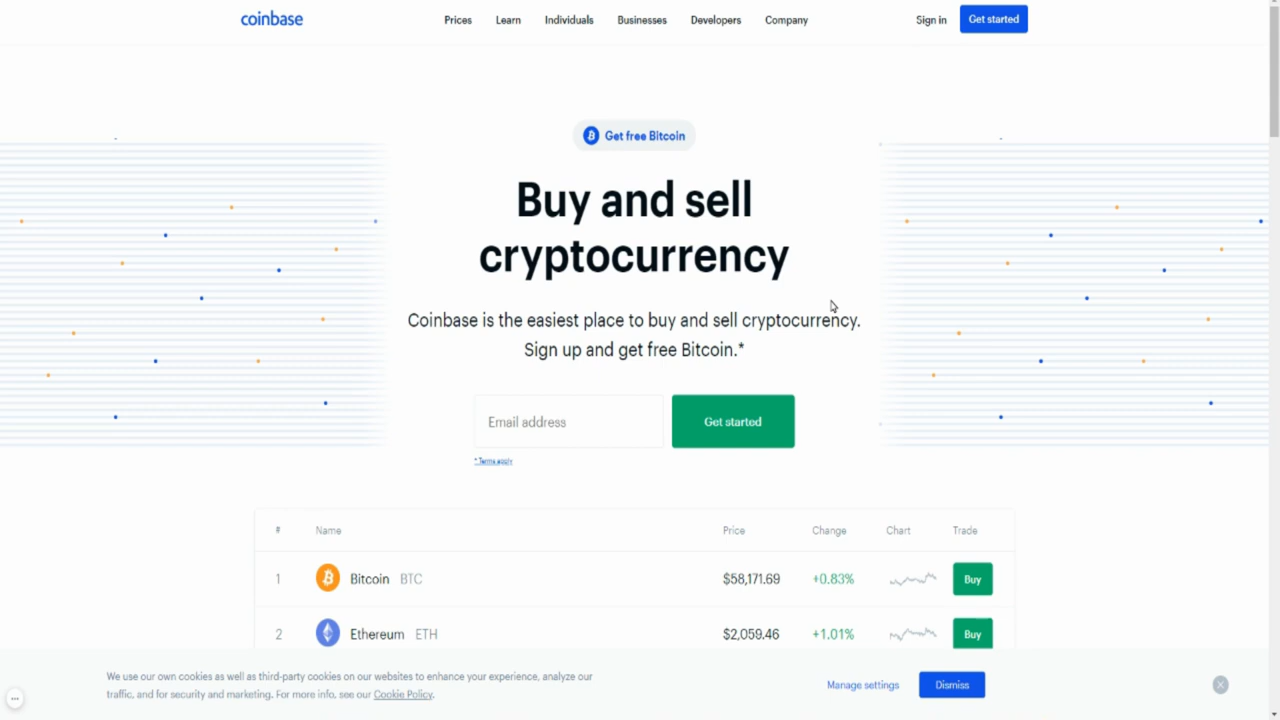 coinbase
Prices Learn Individuals Businesses Developers Company
Sign in Get started
Get free Bitcoin
Buy and sell
cryptocurrency
Coinbase is the easiest place to buy and sell cryptocurrency.
Sign up and get free Bitcoin.*
Email address Get started
* Terms apply
# Name Price Change Chart Trade
1 Bitcoin BTC $58,171.69 +0.83% Buy
2 Ethereum ETH $2,059.46 +1.01% Buy
We use our own cookies as well as third-party cookies on our websites to enhance your experience, analyze our
traffic, and for security and marketing. For more info, see our Cookie Policy.
Manage settings Dismiss